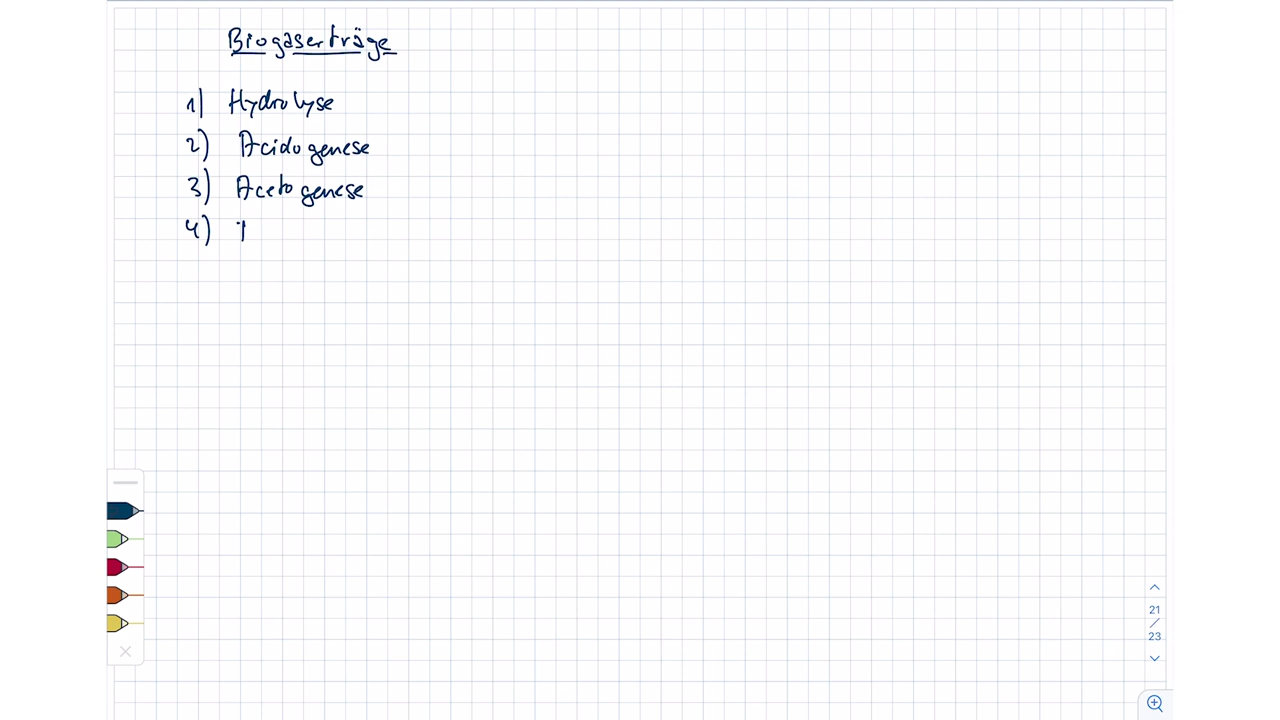 Biogaserträge
1) Hydrolyse
2) Acidogenese
3) Acetogenese
4)
21
/
23